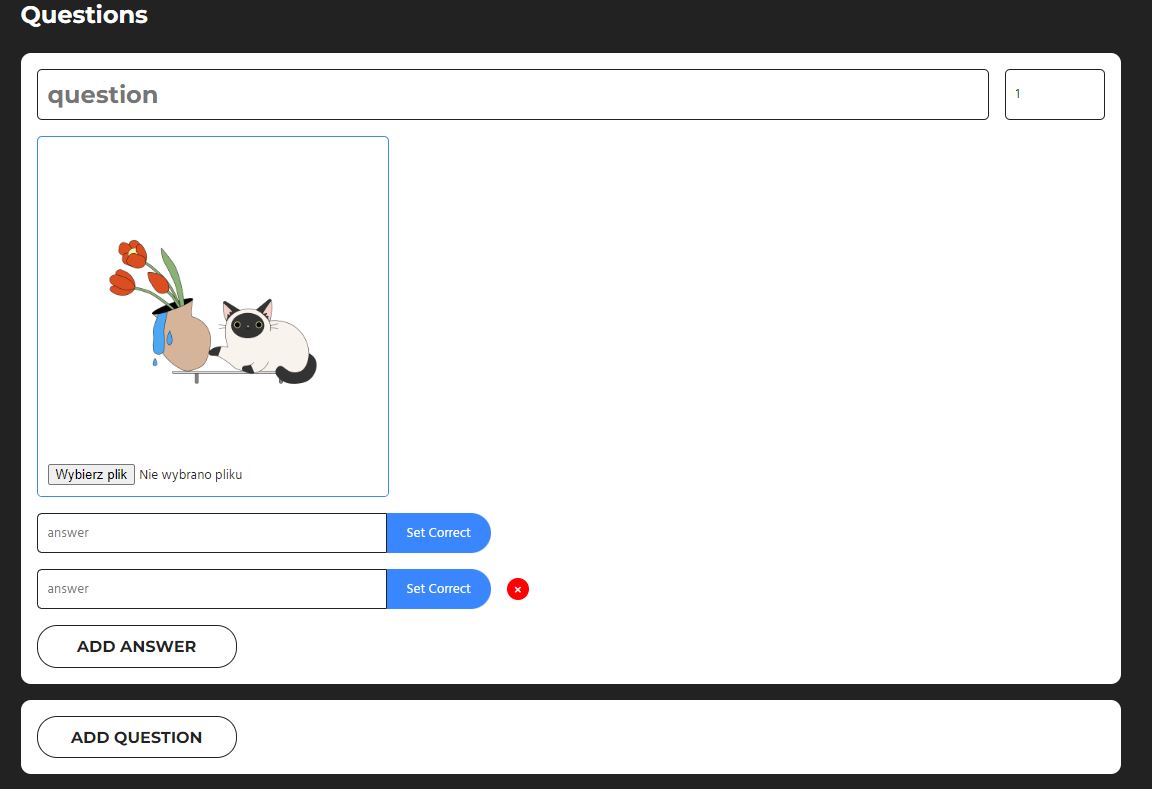 Questions
question
1
Wybierz plik Nie wybrano pliku
answer
Set Correct
answer
Set Correct
×
ADD ANSWER
ADD QUESTION